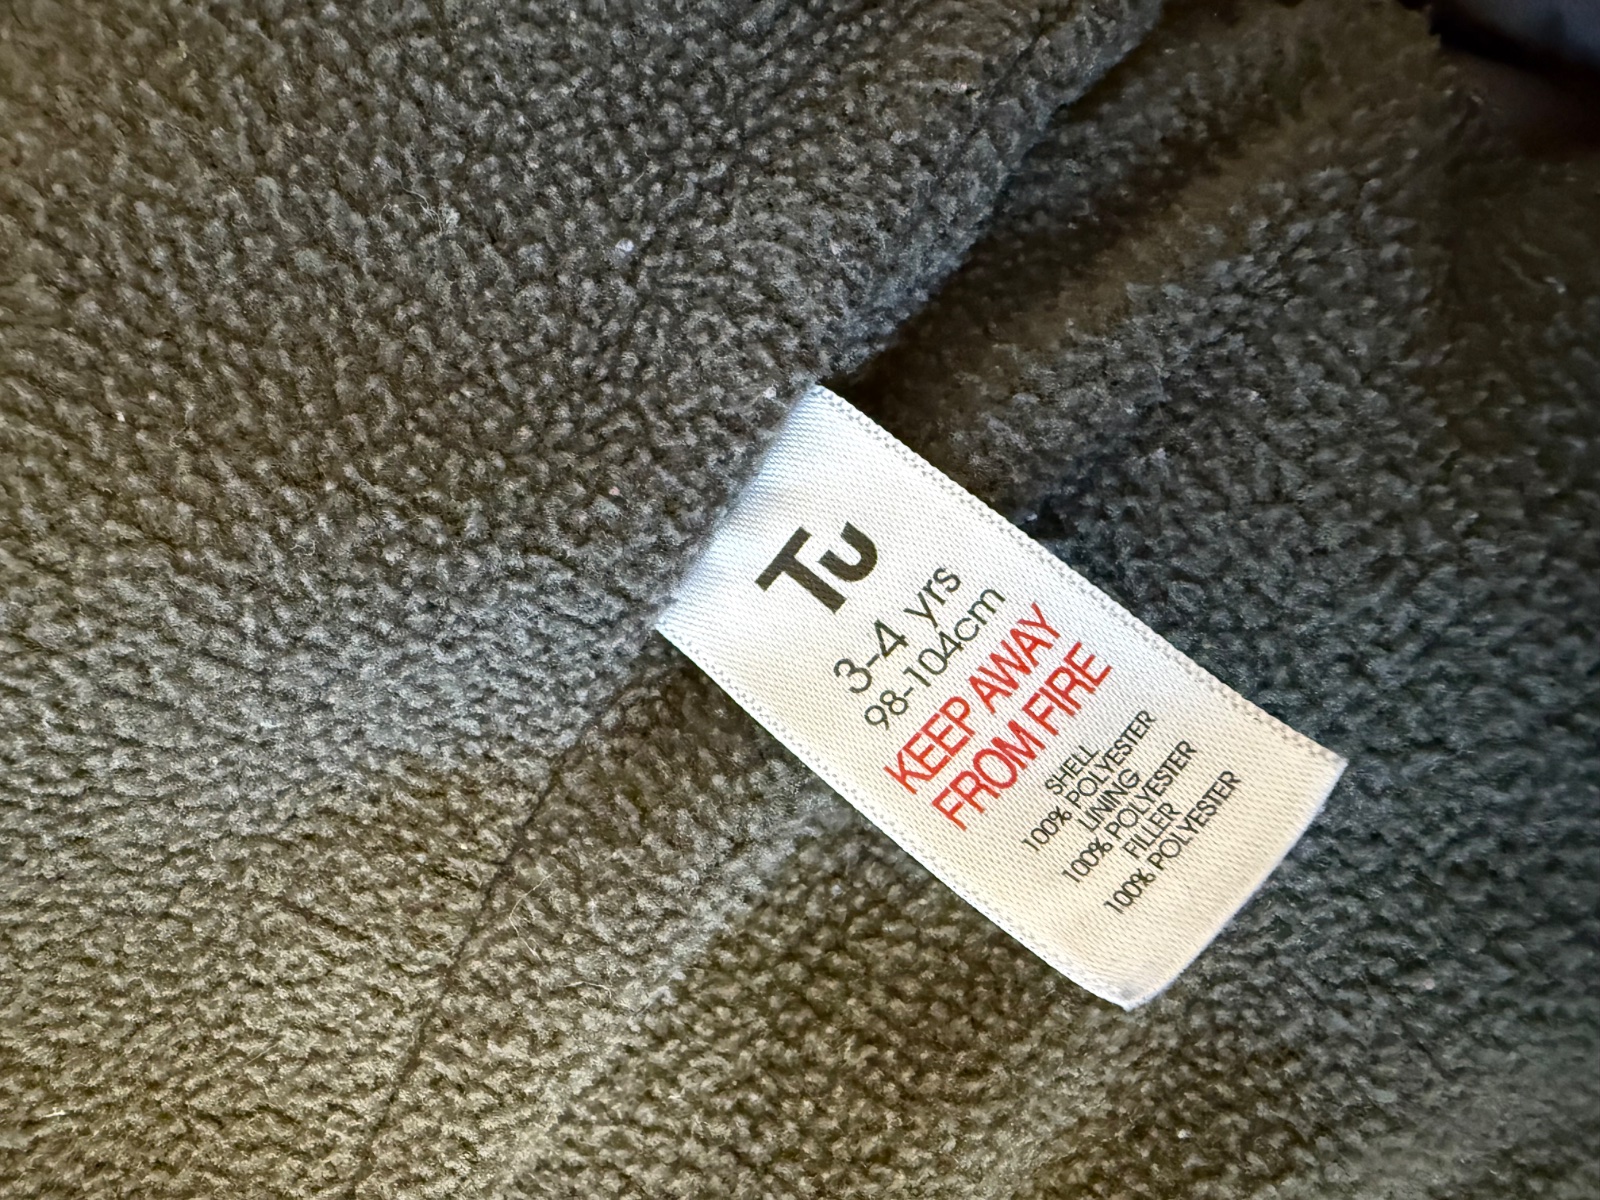 Tu
3-4 yrs
98-104cm
KEEP AWAY
FROM FIRE
SHELL
100% POLYESTER
LINING
100% POLYESTER
FILLER
100% POLYESTER